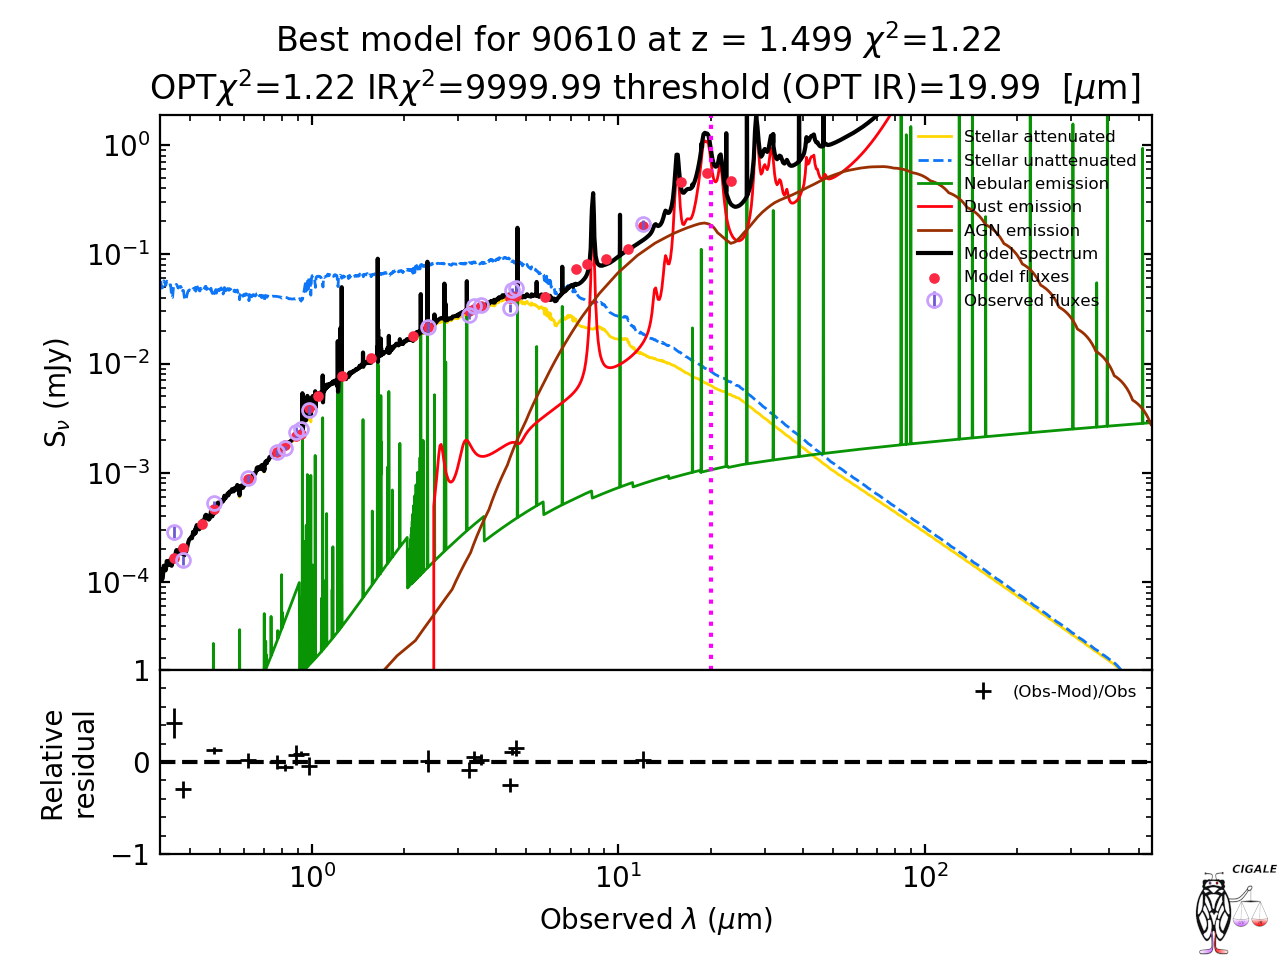 Best model for 90610 at z = 1.499 χ²=1.22
OPTχ²=1.22 IRχ²=9999.99 threshold (OPT IR)=19.99 [μm]
Stellar attenuated
Stellar unattenuated
Nebular emission
Dust emission
AGN emission
Model spectrum
Model fluxes
Observed fluxes
10⁰
10⁻¹
10⁻²
10⁻³
10⁻⁴
Sν (mJy)
1
0
−1
Relative
residual
(Obs-Mod)/Obs
10⁰
10¹
10²
Observed λ (μm)
CIGALE